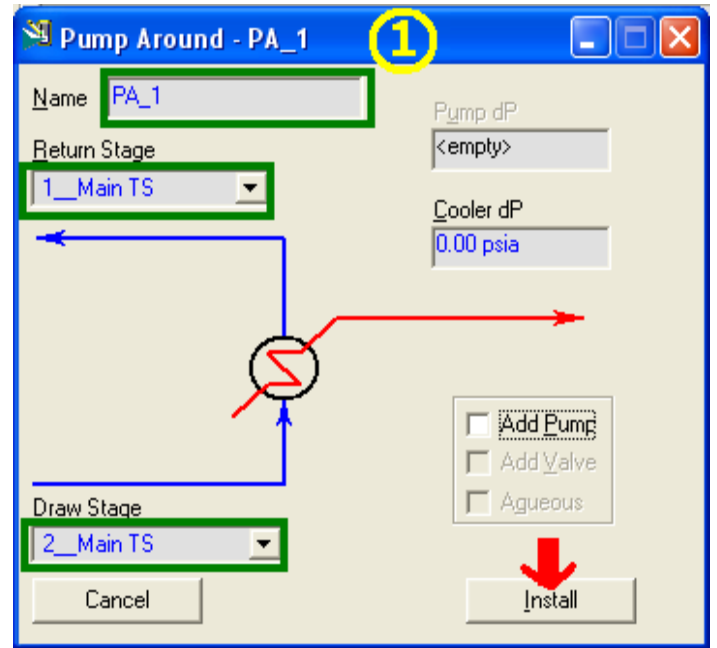 Pump Around - PA_1
1
Name PA_1
Pump dP
<empty>
Return Stage
1__Main TS
Cooler dP
0.00 psia
Add Pump
Add Valve
Agueous
Draw Stage
2__Main TS
Cancel
Install